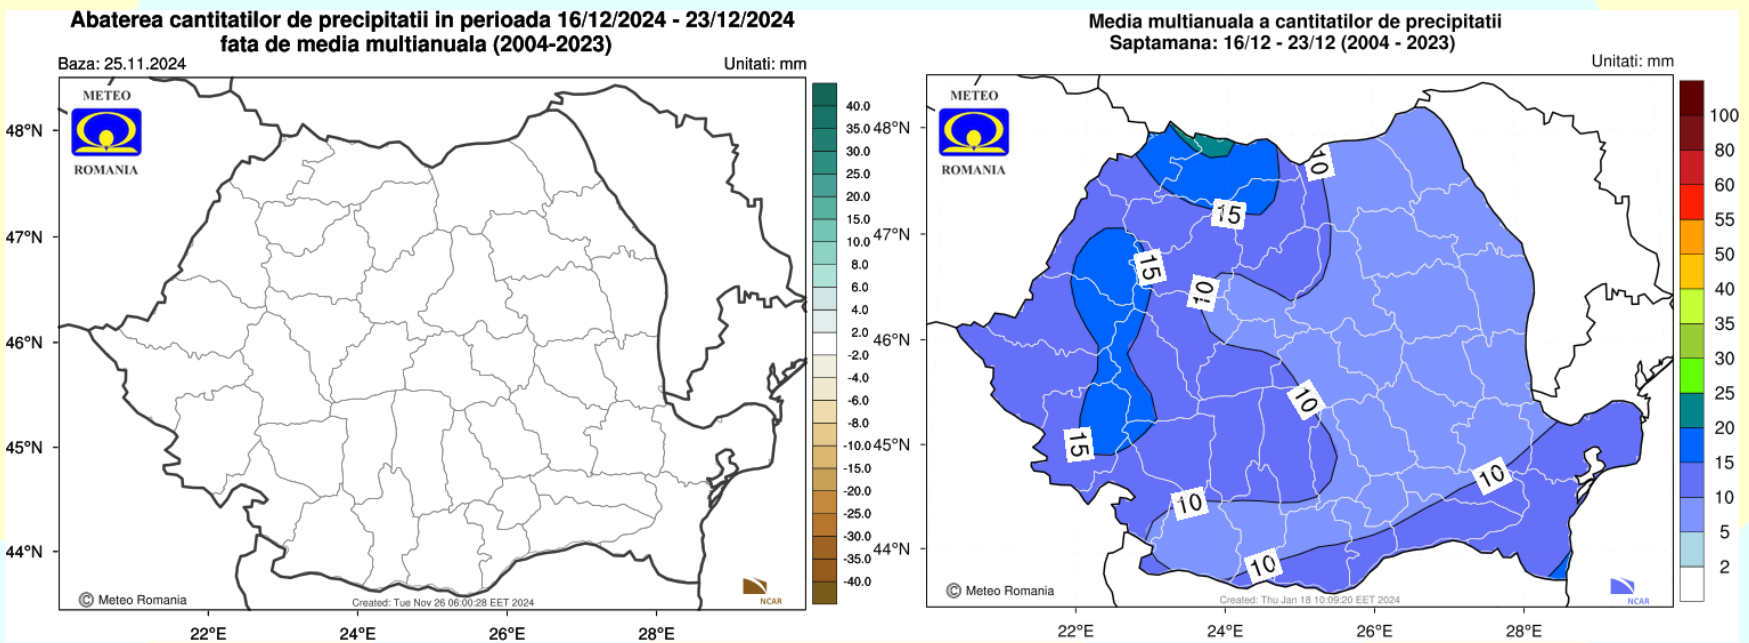 Abaterea cantitatilor de precipitatii in perioada 16/12/2024 - 23/12/2024
fata de media multianuala (2004-2023)
Baza: 25.11.2024
Unitati: mm
METEO
ROMANIA
48°N
47°N
46°N
45°N
44°N
22°E
24°E
26°E
28°E
40.0
35.0
30.0
25.0
20.0
15.0
10.0
8.0
6.0
4.0
2.0
-2.0
-4.0
-6.0
-8.0
-10.0
-15.0
-20.0
-25.0
-30.0
-35.0
-40.0
© Meteo Romania
Created: Tue Nov 26 06:00:28 EET 2024
NCAR
Media multianuala a cantitatilor de precipitatii
Saptamana: 16/12 - 23/12 (2004 - 2023)
Unitati: mm
METEO
ROMANIA
48°N
47°N
46°N
45°N
44°N
22°E
24°E
26°E
28°E
10
15
15
10
10
15
10
10
10
100
80
60
55
50
40
35
30
25
20
15
10
5
2
© Meteo Romania
Created: Thu Jan 18 10:09:20 EET 2024
NCAR